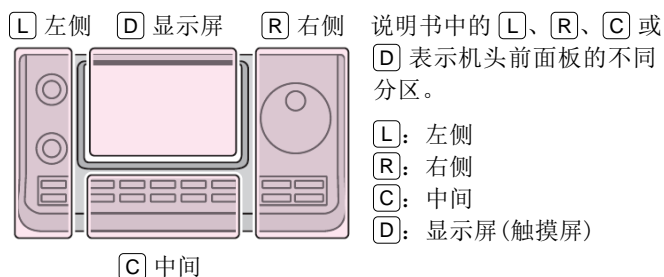 L 左侧 D 显示屏 R 右侧
C 中间
说明书中的 L、R、C 或
D 表示机头前面板的不同
分区。
L：左侧
R：右侧
C：中间
D：显示屏(触摸屏)